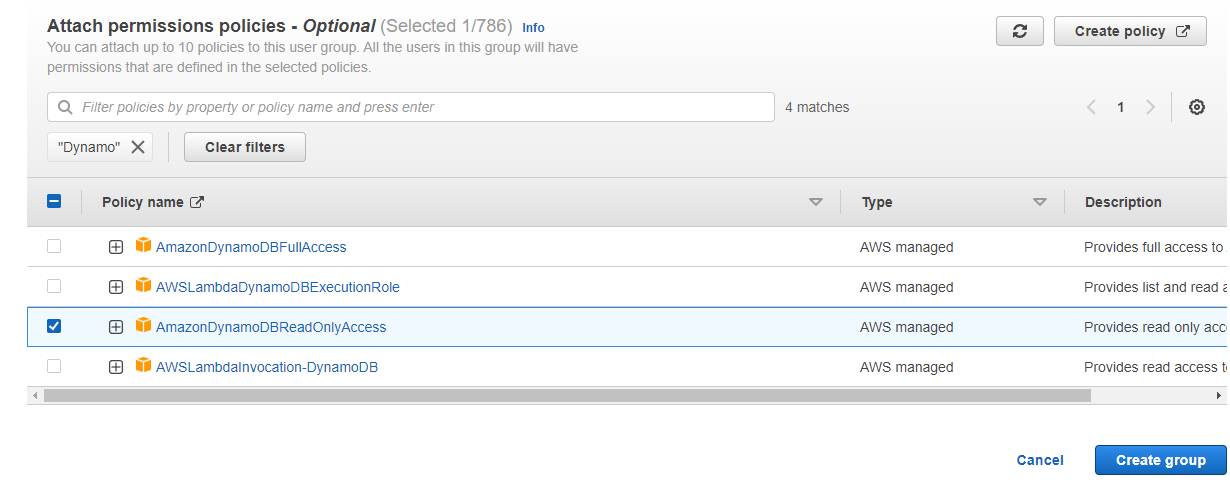 Attach permissions policies - Optional (Selected 1/786) Info
You can attach up to 10 policies to this user group. All the users in this group will have
permissions that are defined in the selected policies.
Create policy
Filter policies by property or policy name and press enter
4 matches
1
"Dynamo"
Clear filters
Policy name Type Description
AmazonDynamoDBFullAccess AWS managed Provides full access to
AWSLambdaDynamoDBExecutionRole AWS managed Provides list and read a
AmazonDynamoDBReadOnlyAccess AWS managed Provides read only acc
AWSLambdaInvocation-DynamoDB AWS managed Provides read access t
Cancel Create group